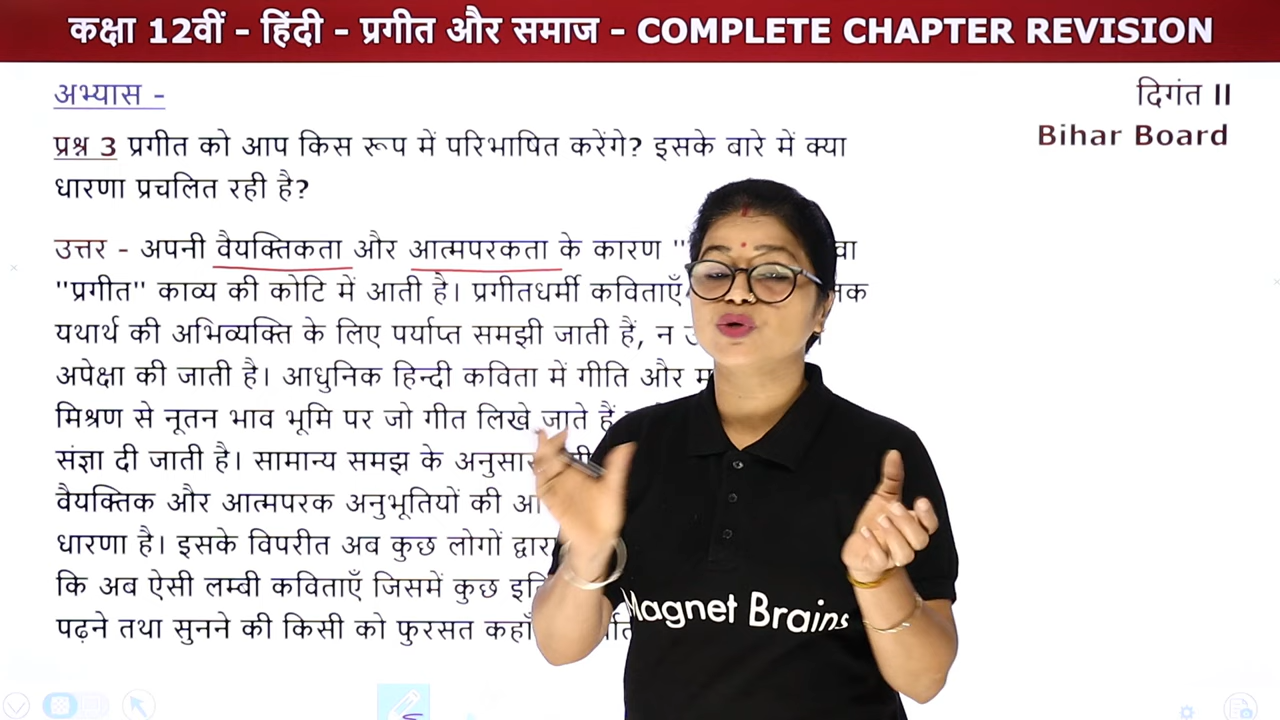 कक्षा 12वीं - हिंदी - प्रगीत और समाज - COMPLETE CHAPTER REVISION
अभ्यास -
दिगंत II
Bihar Board
प्रश्न 3 प्रगीत को आप किस रूप में परिभाषित करेंगे? इसके बारे में क्या
धारणा प्रचलित रही है?
उत्तर - अपनी वैयक्तिकता और आत्मपरकता के कारण "
"प्रगीत" काव्य की कोटि में आती है। प्रगीतधर्मी कविताएँ
यथार्थ की अभिव्यक्ति के लिए पर्याप्त समझी जाती हैं, न
अपेक्षा की जाती है। आधुनिक हिन्दी कविता में गीति और
मिश्रण से नूतन भाव भूमि पर जो गीत लिखे जाते हैं
संज्ञा दी जाती है। सामान्य समझ के अनुसार
वैयक्तिक और आत्मपरक अनुभूतियों की
धारणा है। इसके विपरीत अब कुछ लोगों
कि अब ऐसी लम्बी कविताएँ जिसमें कुछ
पढ़ने तथा सुनने की किसी को फुरसत कहाँ
Magnet Brains